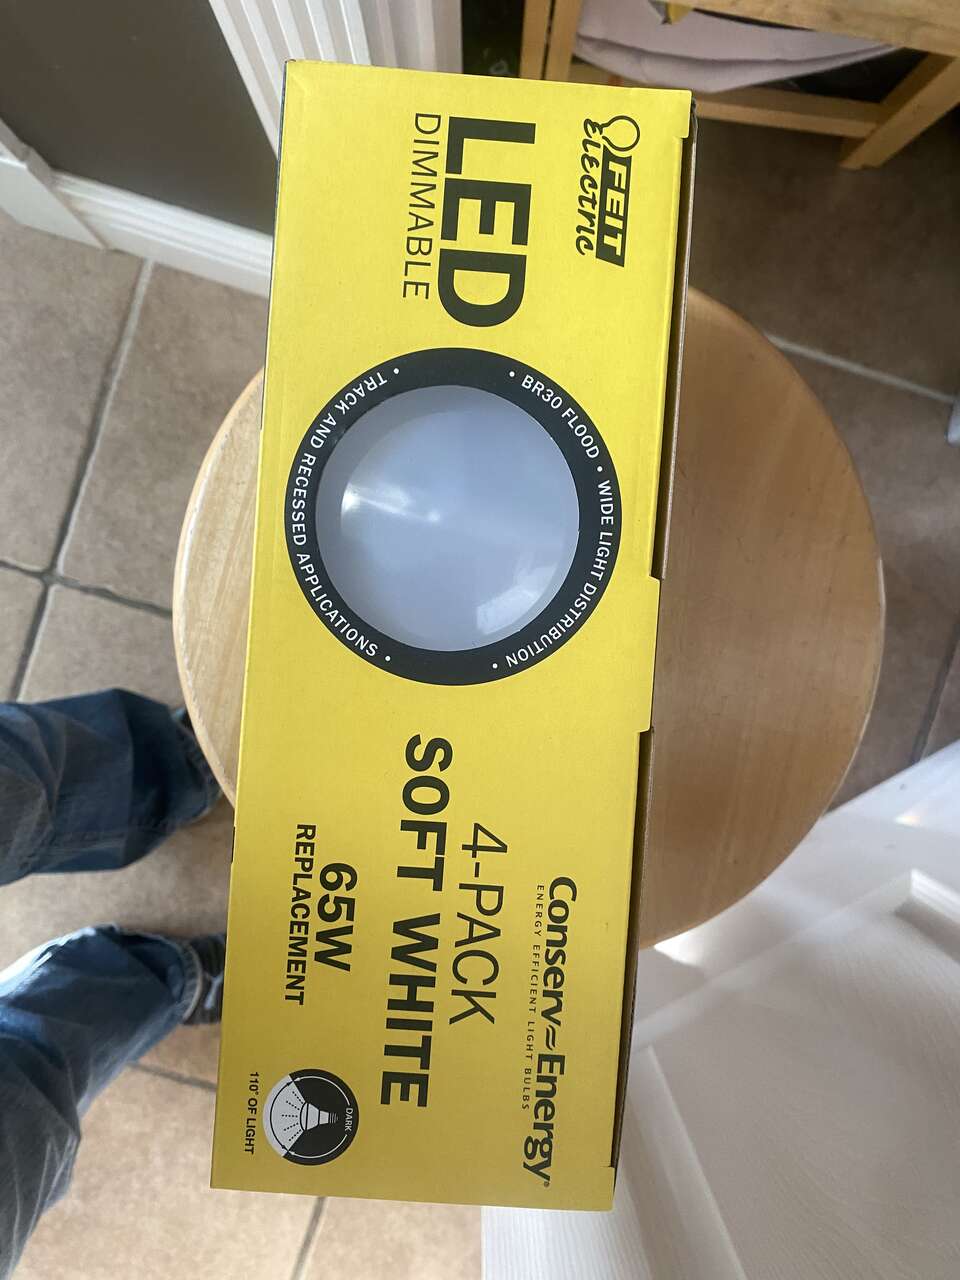 FEIT
electric
LED
DIMMABLE
• BR30 FLOOD • WIDE LIGHT DISTRIBUTION •
• TRACK AND RECESSED APPLICATIONS •
Conserv≈Energy®
ENERGY EFFICIENT LIGHT BULBS
4-PACK
SOFT WHITE
65W
REPLACEMENT
DARK
110° OF LIGHT